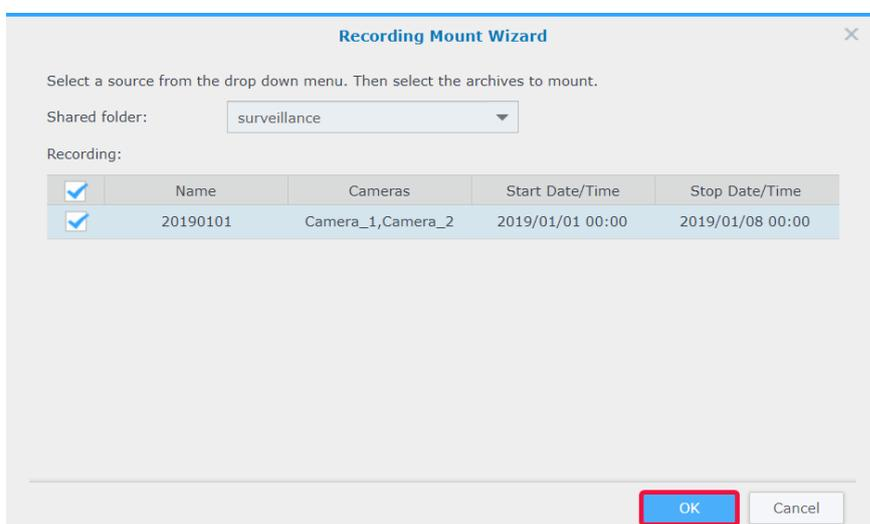 Recording Mount Wizard
Select a source from the drop down menu. Then select the archives to mount.
Shared folder: surveillance
Recording:
Name Cameras Start Date/Time Stop Date/Time
20190101 Camera_1,Camera_2 2019/01/01 00:00 2019/01/08 00:00
OK Cancel